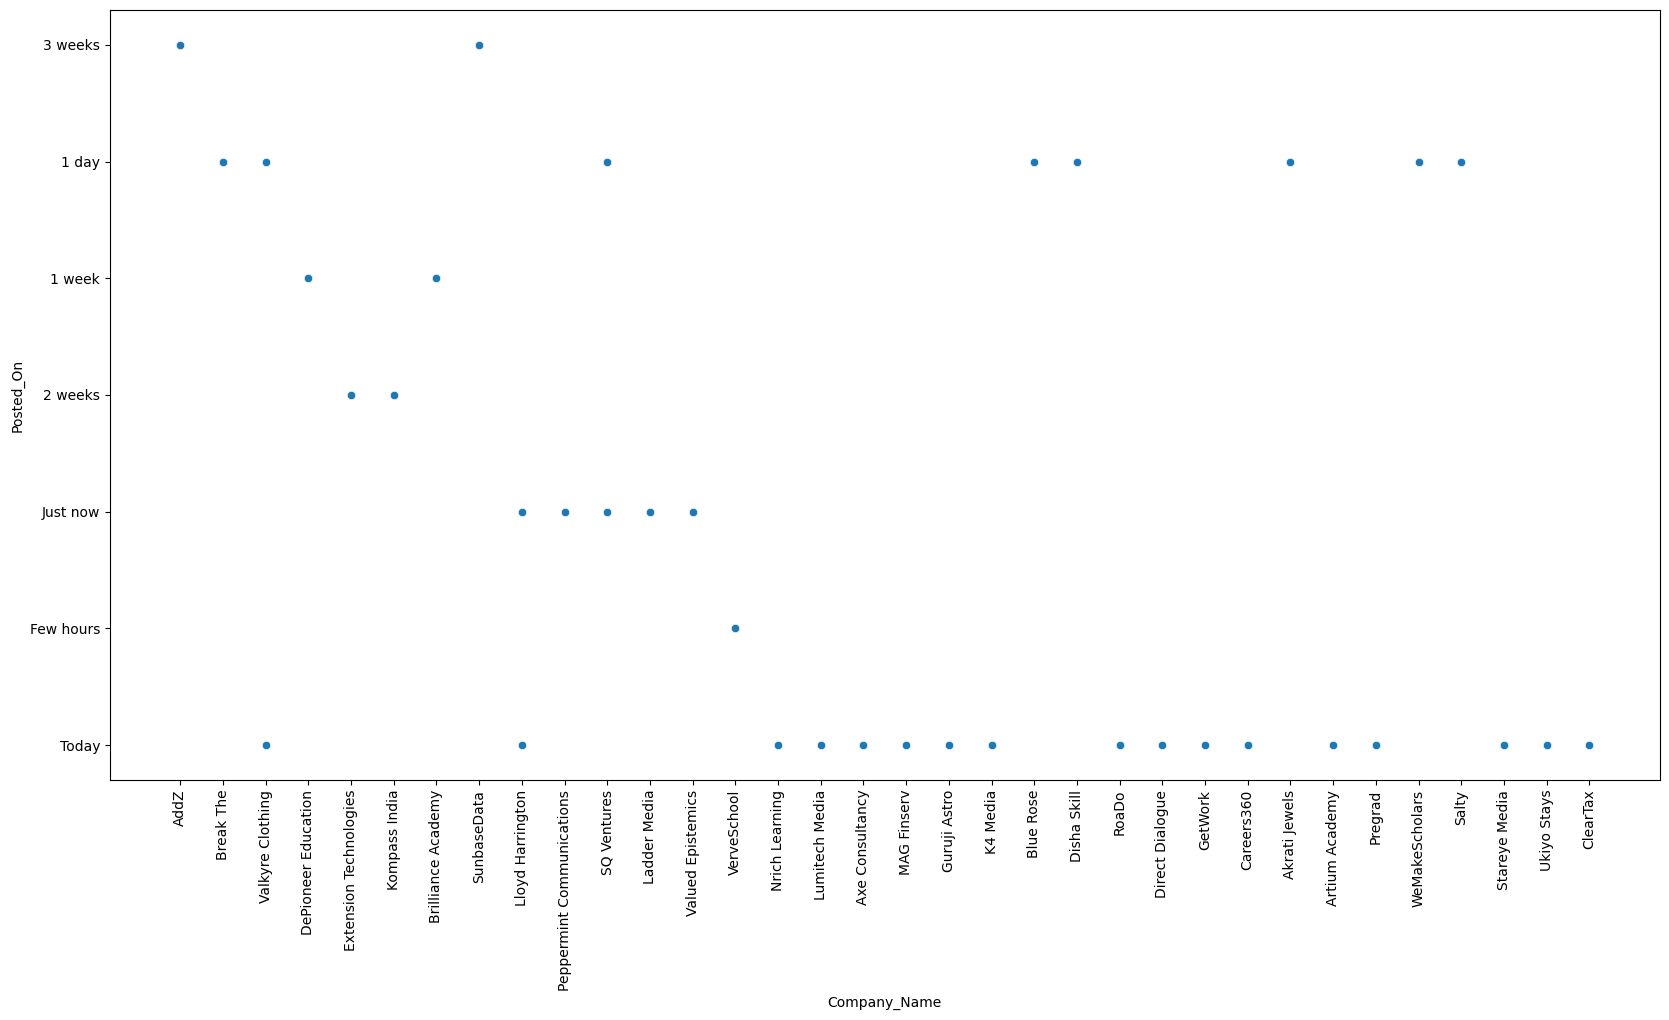 3 weeks
1 day
1 week
2 weeks
Just now
Few hours
Today
Posted_On
AddZ
Break The
Valkyre Clothing
DePioneer Education
Extension Technologies
Kompass India
Brilliance Academy
SunbaseData
Lloyd Harrington
Peppermint Communications
SQ Ventures
Ladder Media
Valued Epistemics
VerveSchool
Nrich Learning
Lumitech Media
Axe Consultancy
MAG Finserv
Guruji Astro
K4 Media
Blue Rose
Disha Skill
RoaDo
Direct Dialogue
GetWork
Careers360
Akrati Jewels
Artium Academy
Pregrad
WeMakeScholars
Salty
Stareye Media
Ukiyo Stays
ClearTax
Company_Name